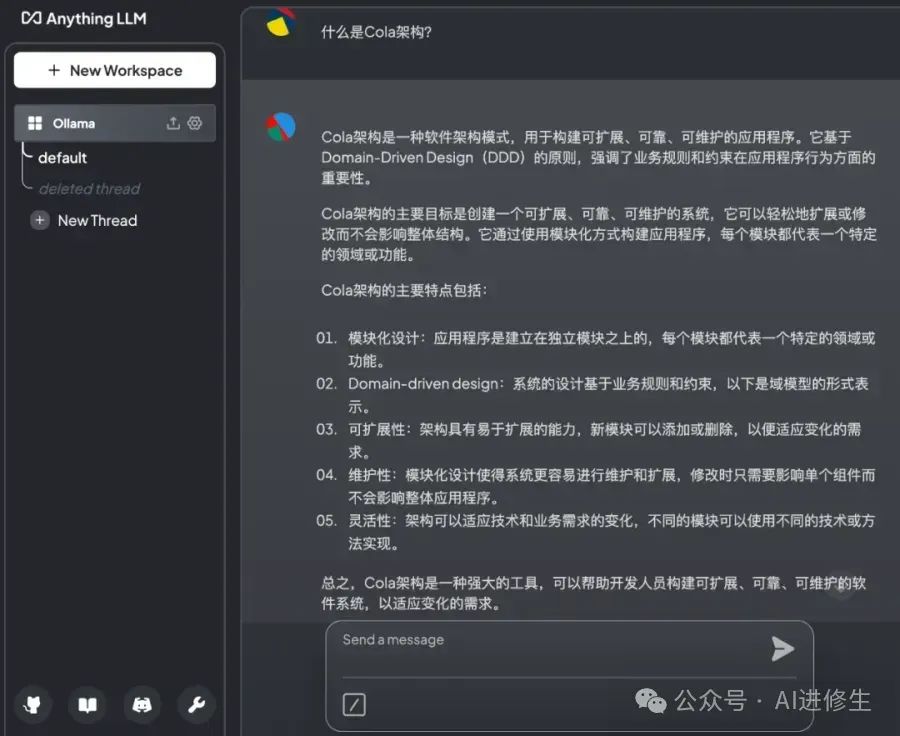 Anything LLM
+ New Workspace
Ollama
default
deleted thread
+ New Thread
什么是Cola架构?
Cola架构是一种软件架构模式，用于构建可扩展、可靠、可维护的应用程序。它基于
Domain-Driven Design（DDD）的原则，强调了业务规则和约束在应用程序行为方面的
重要性。
Cola架构的主要目标是创建一个可扩展、可靠、可维护的系统，它可以轻松地扩展或修
改而不会影响整体结构。它通过使用模块化方式构建应用程序，每个模块都代表一个特定
的领域或功能。
Cola架构的主要特点包括：
01. 模块化设计：应用程序是建立在独立模块之上的，每个模块都代表一个特定的领域或
功能。
02. Domain-driven design：系统的设计基于业务规则和约束，以下是域模型的形式表
示。
03. 可扩展性：架构具有易于扩展的能力，新模块可以添加或删除，以便适应变化的需
求。
04. 维护性：模块化设计使得系统更容易进行维护和扩展，修改时只需要影响单个组件而
不会影响整体应用程序。
05. 灵活性：架构可以适应技术和业务需求的变化，不同的模块可以使用不同的技术或方
法实现。
总之，Cola架构是一种强大的工具，可以帮助开发人员构建可扩展、可靠、可维护的软
件系统，以适应变化的需求。
Send a message
公众号 · AI进修生